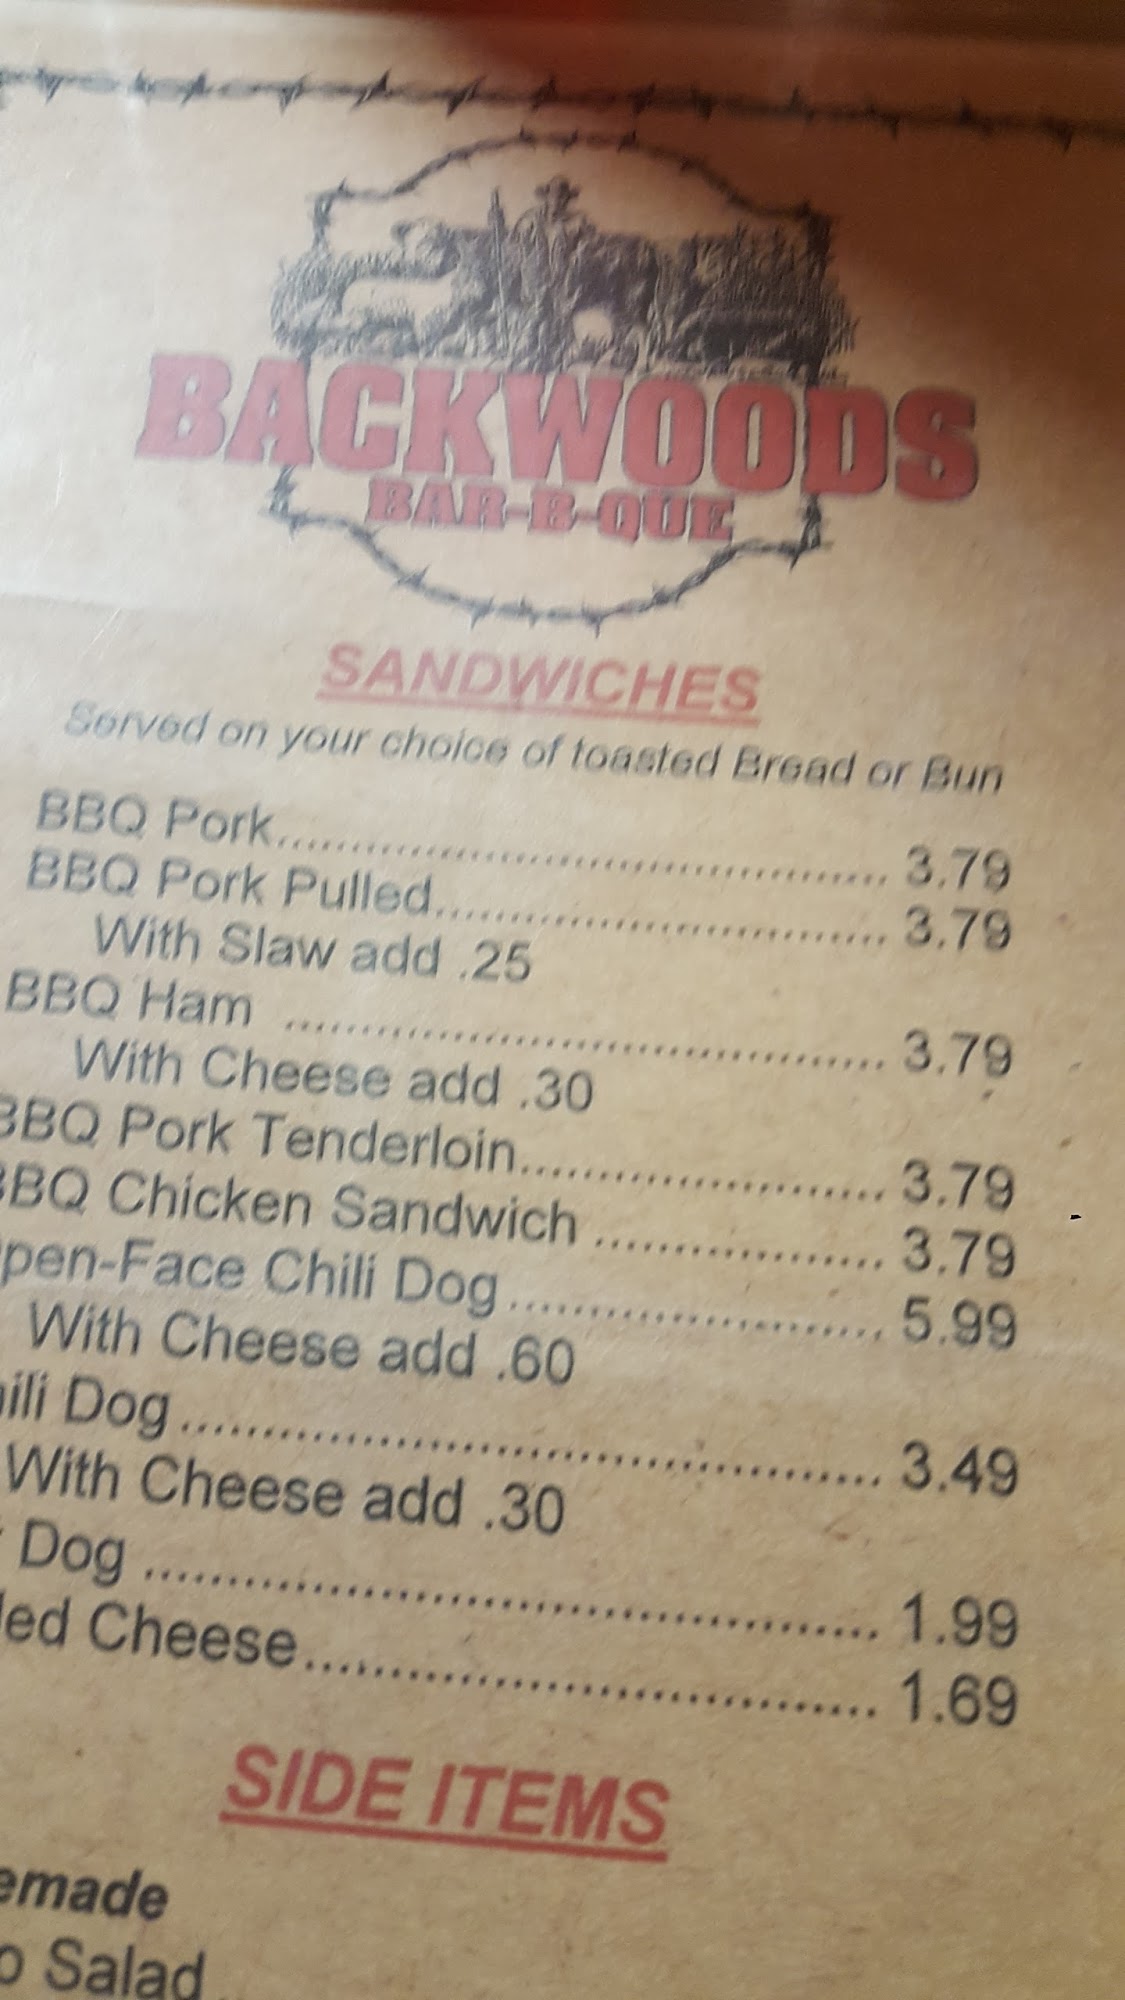 BACKWOODS
BAR-B-QUE
SANDWICHES
Served on your choice of toasted Bread or Bun
BBQ Pork.......................................... 3.79
BBQ Pork Pulled................................ 3.79
With Slaw add .25
BBQ Ham .......................................... 3.79
With Cheese add .30
BBQ Pork Tenderloin......................... 3.79
BBQ Chicken Sandwich .................... 3.79
pen-Face Chili Dog.......................... 5.99
With Cheese add .60
ili Dog................................................ 3.49
With Cheese add .30
Dog .................................................. 1.99
led Cheese....................................... 1.69
SIDE ITEMS
emade
o Salad